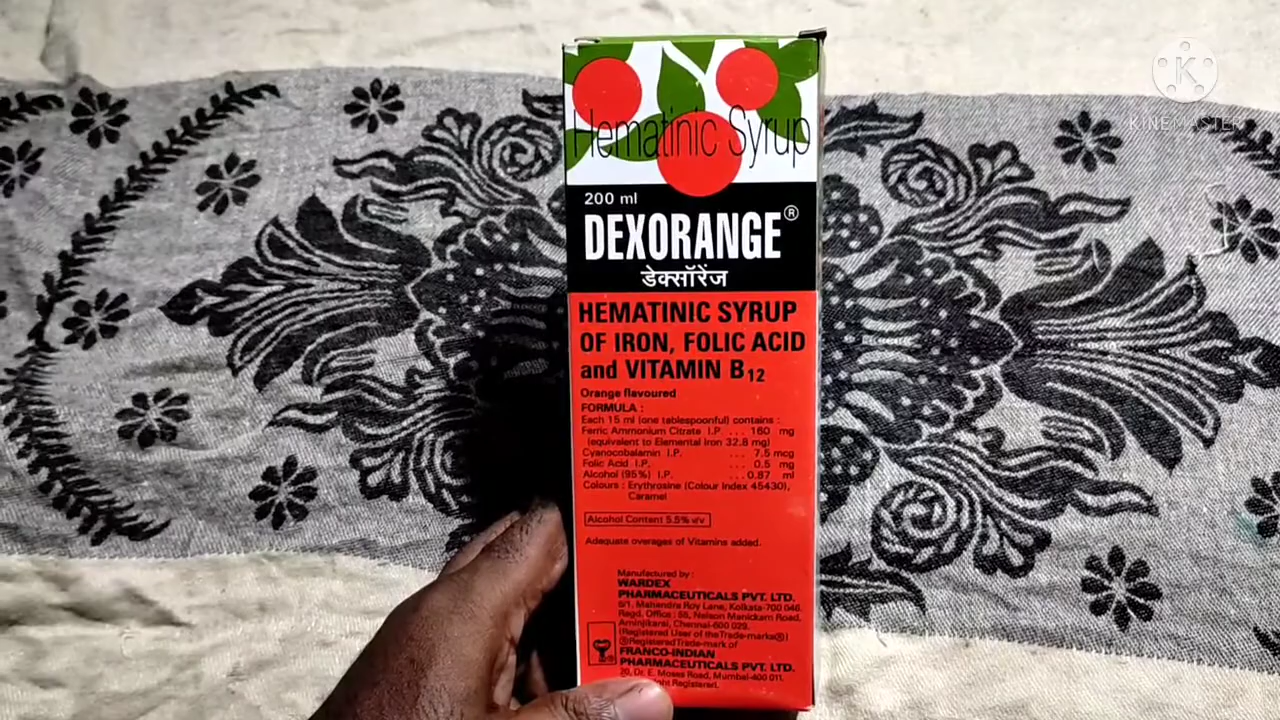 KINEMASTER
Hematinic Syrup
200 ml
DEXORANGE®
डेक्सॉरेंज
HEMATINIC SYRUP
OF IRON, FOLIC ACID
and VITAMIN B12
Orange flavoured
FORMULA :
Each 15 ml (one tablespoonful) contains :
Ferric Ammonium Citrate I.P. ... 160 mg
(equivalent to Elemental Iron 32.8 mg)
Cyanocobalamin I.P. ... 7.5 mcg
Folic Acid I.P. ... 0.5 mg
Alcohol (95%) I.P. ... 0.87 ml
Colours : Erythrosine (Colour Index 45430),
Caramel
Alcohol Content 5.5% v/v
Adequate overages of Vitamins added.
Manufactured by :
WARDEX
PHARMACEUTICALS PVT. LTD.
6/1, Mahendra Roy Lane, Kolkata-700 046.
Regd. Office : 56, Nelson Manickam Road,
Aminjikarai, Chennai-600 029.
(Registered User of the Trade-marks®)
®Registered Trade-mark of
FRANCO-INDIAN
PHARMACEUTICALS PVT. LTD.
20, Dr. E. Moses Road, Mumbai-400 011.
Registered.